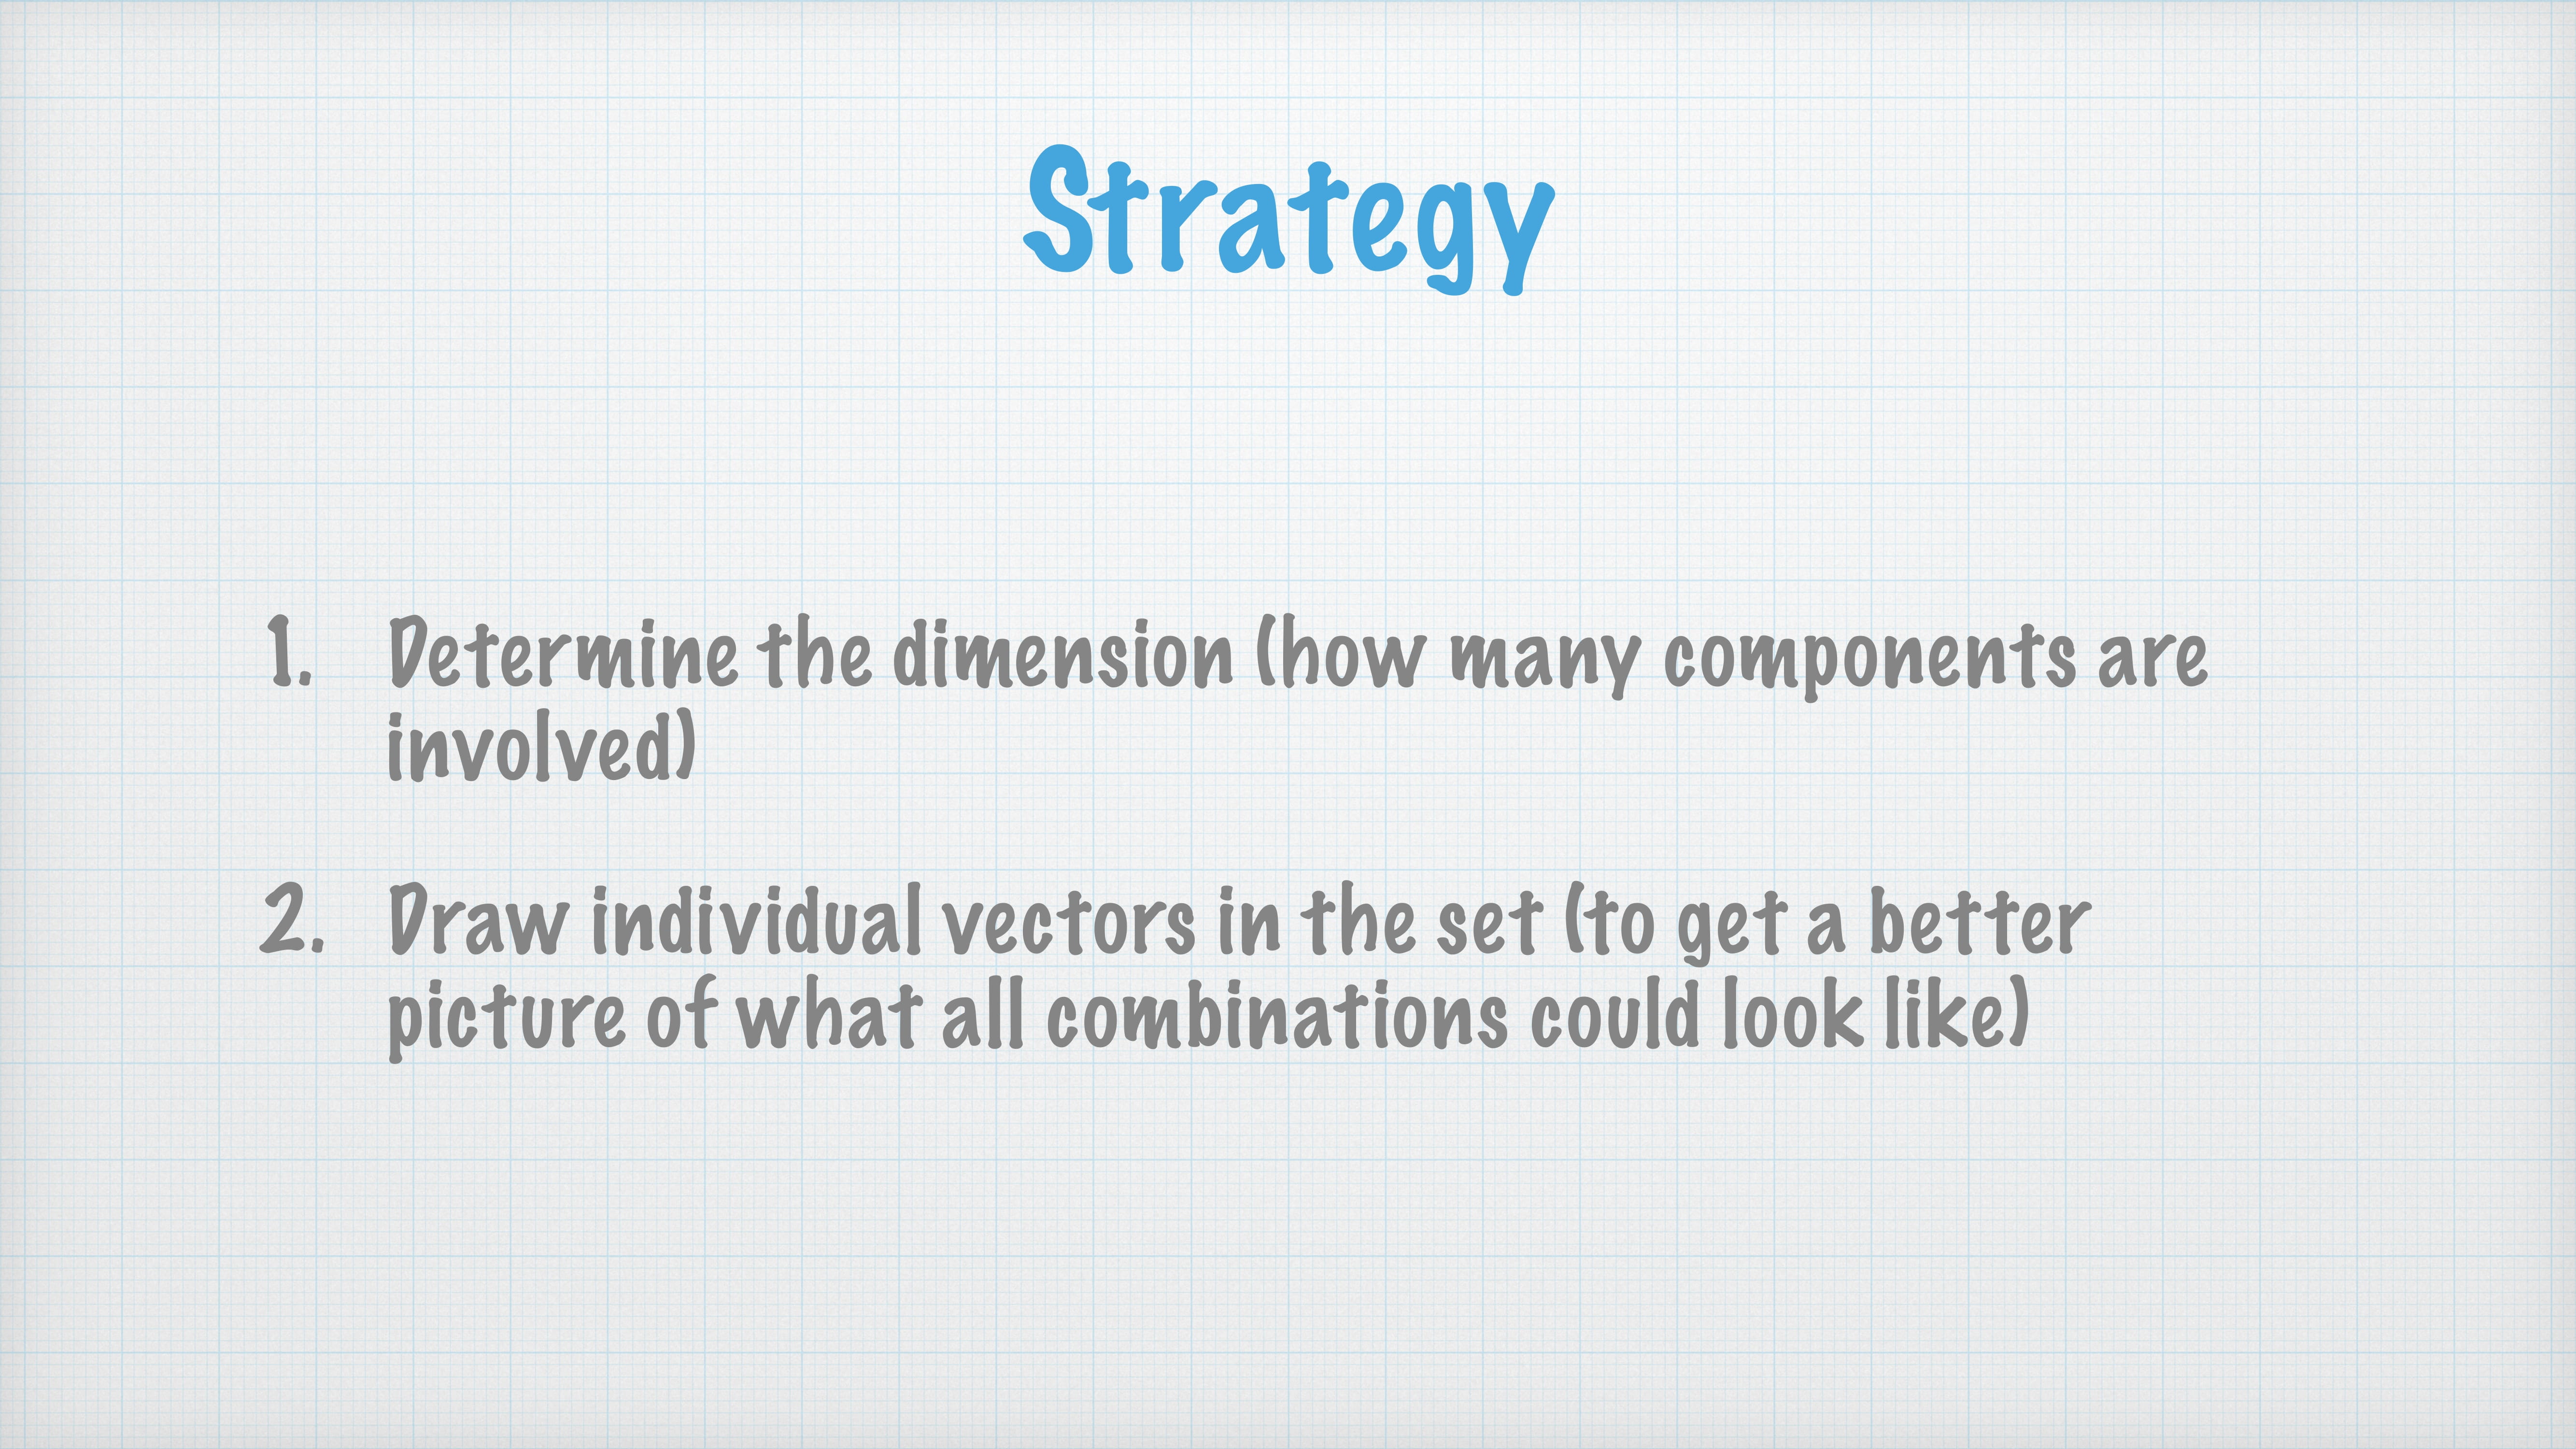 Strategy
1. Determine the dimension (how many components are
involved)
2. Draw individual vectors in the set (to get a better
picture of what all combinations could look like)